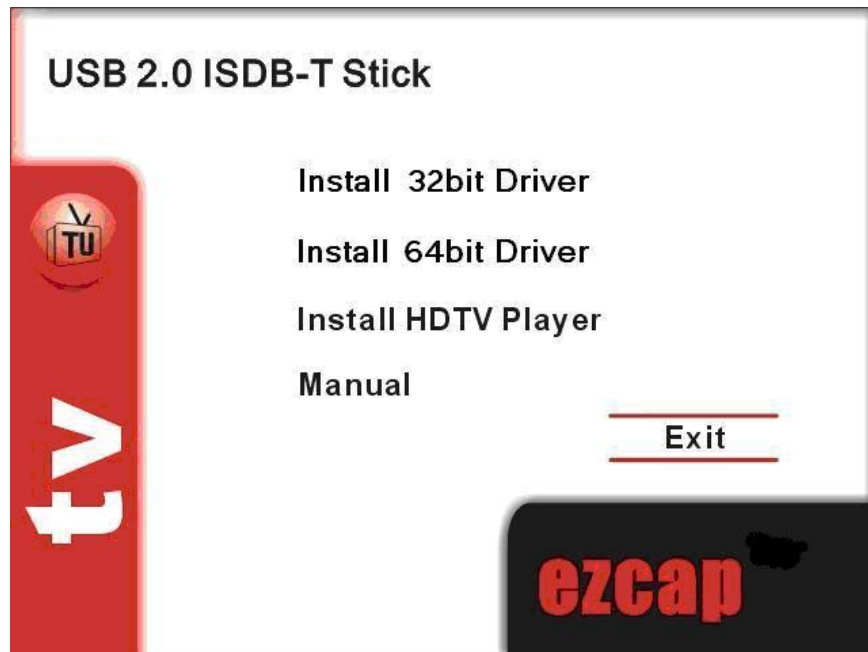 USB 2.0 ISDB-T Stick
Install 32bit Driver
TU
Install 64bit Driver
Install HDTV Player
Manual
Exit
tv
ezcap